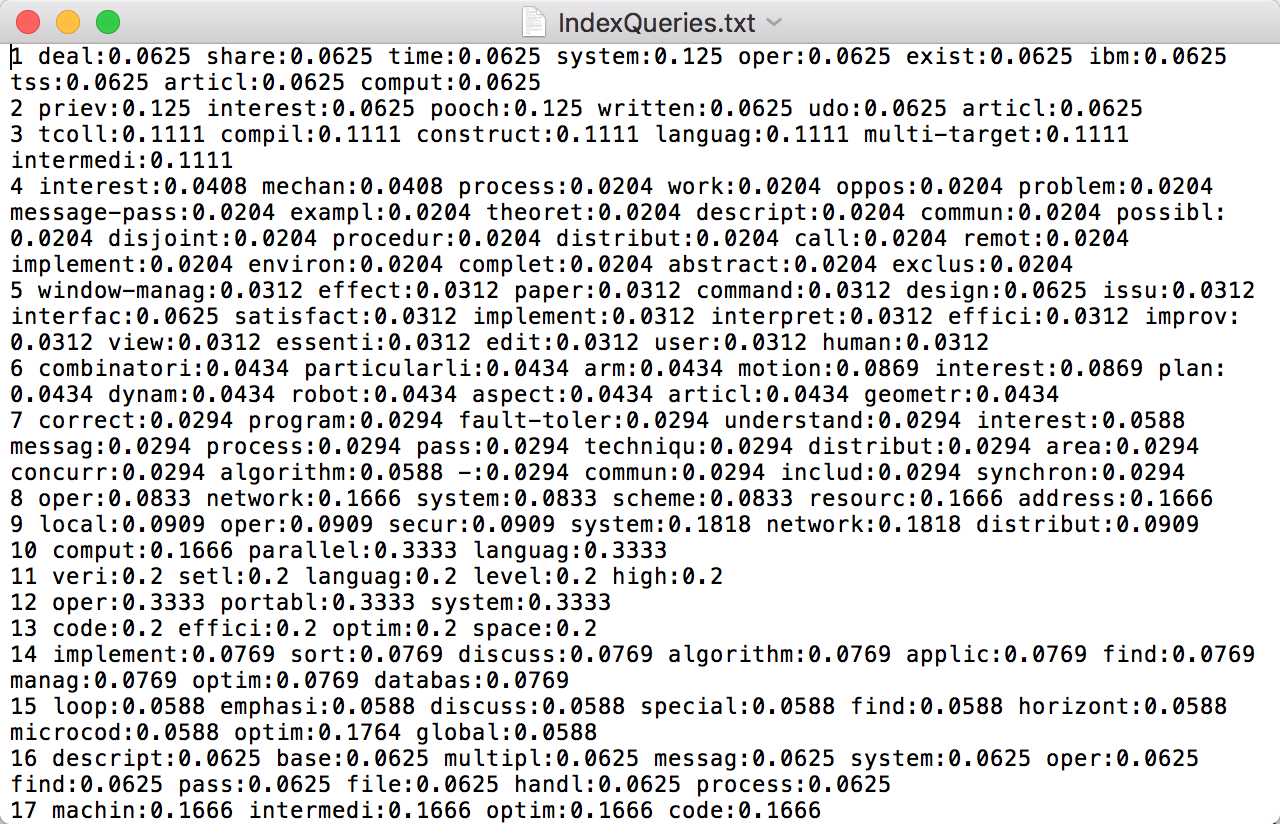 IndexQueries.txt
1 deal:0.0625 share:0.0625 time:0.0625 system:0.125 oper:0.0625 exist:0.0625 ibm:0.0625
tss:0.0625 articl:0.0625 comput:0.0625
2 priev:0.125 interest:0.0625 pooch:0.125 written:0.0625 udo:0.0625 articl:0.0625
3 tcoll:0.1111 compil:0.1111 construct:0.1111 languag:0.1111 multi-target:0.1111
intermedi:0.1111
4 interest:0.0408 mechan:0.0408 process:0.0204 work:0.0204 oppos:0.0204 problem:0.0204
message-pass:0.0204 exampl:0.0204 theoret:0.0204 descript:0.0204 commun:0.0204 possibl:
0.0204 disjoint:0.0204 procedur:0.0204 distribut:0.0204 call:0.0204 remot:0.0204
implement:0.0204 environ:0.0204 complet:0.0204 abstract:0.0204 exclus:0.0204
5 window-manag:0.0312 effect:0.0312 paper:0.0312 command:0.0312 design:0.0625 issu:0.0312
interfac:0.0625 satisfact:0.0312 implement:0.0312 interpret:0.0312 effici:0.0312 improv:
0.0312 view:0.0312 essenti:0.0312 edit:0.0312 user:0.0312 human:0.0312
6 combinatori:0.0434 particularli:0.0434 arm:0.0434 motion:0.0869 interest:0.0869 plan:
0.0434 dynam:0.0434 robot:0.0434 aspect:0.0434 articl:0.0434 geometr:0.0434
7 correct:0.0294 program:0.0294 fault-toler:0.0294 understand:0.0294 interest:0.0588
messag:0.0294 process:0.0294 pass:0.0294 techniqu:0.0294 distribut:0.0294 area:0.0294
concurr:0.0294 algorithm:0.0588 -:0.0294 commun:0.0294 includ:0.0294 synchron:0.0294
8 oper:0.0833 network:0.1666 system:0.0833 scheme:0.0833 resourc:0.1666 address:0.1666
9 local:0.0909 oper:0.0909 secur:0.0909 system:0.1818 network:0.1818 distribut:0.0909
10 comput:0.1666 parallel:0.3333 languag:0.3333
11 veri:0.2 setl:0.2 languag:0.2 level:0.2 high:0.2
12 oper:0.3333 portabl:0.3333 system:0.3333
13 code:0.2 effici:0.2 optim:0.2 space:0.2
14 implement:0.0769 sort:0.0769 discuss:0.0769 algorithm:0.0769 applic:0.0769 find:0.0769
manag:0.0769 optim:0.0769 databas:0.0769
15 loop:0.0588 emphasi:0.0588 discuss:0.0588 special:0.0588 find:0.0588 horizont:0.0588
microcod:0.0588 optim:0.1764 global:0.0588
16 descript:0.0625 base:0.0625 multipl:0.0625 messag:0.0625 system:0.0625 oper:0.0625
find:0.0625 pass:0.0625 file:0.0625 handl:0.0625 process:0.0625
17 machin:0.1666 intermedi:0.1666 optim:0.1666 code:0.1666